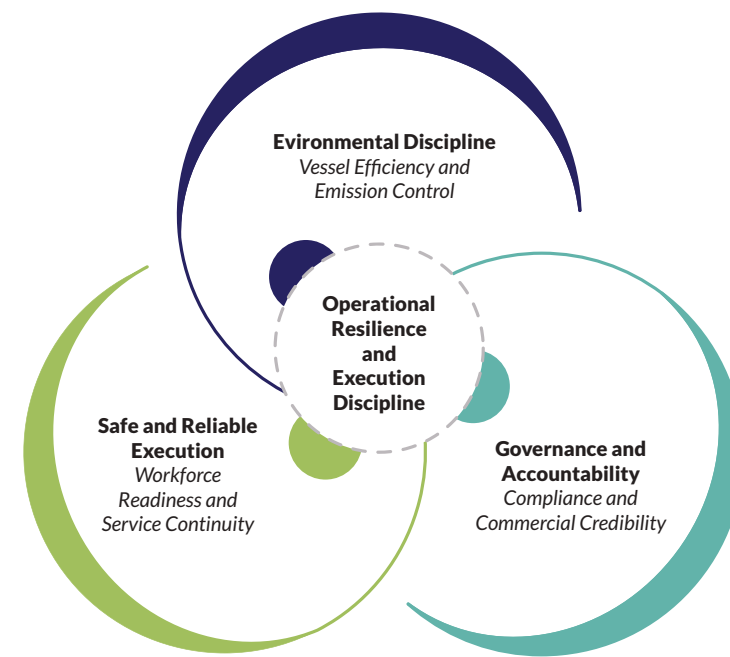 Evironmental Discipline
Vessel Efficiency and
Emission Control
Operational
Resilience
and
Execution
Discipline
Safe and Reliable
Execution
Workforce
Readiness and
Service Continuity
Governance and
Accountability
Compliance and
Commercial Credibility